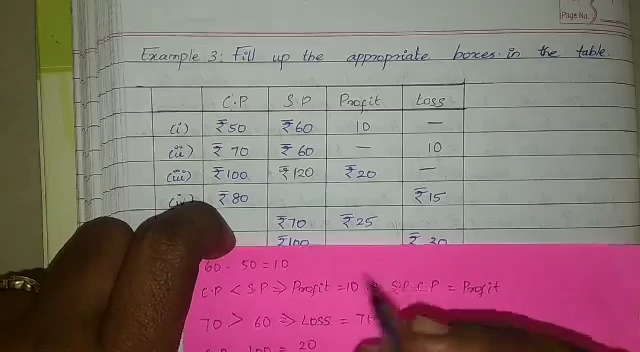 Page No.
Example 3: Fill up the appropriate boxes in the table.
C.P S.P Profit Loss
(i) ₹50 ₹60 10 —
(ii) ₹70 ₹60 — 10
(iii) ₹100 ₹120 ₹20 —
(iv) ₹80 ₹15
₹70 ₹25
₹100 ₹20
60 - 50 = 10
C.P < S.P ⇒ Profit = 10 S.P - C.P = Profit
70 > 60 ⇒ Loss =
100 = 20